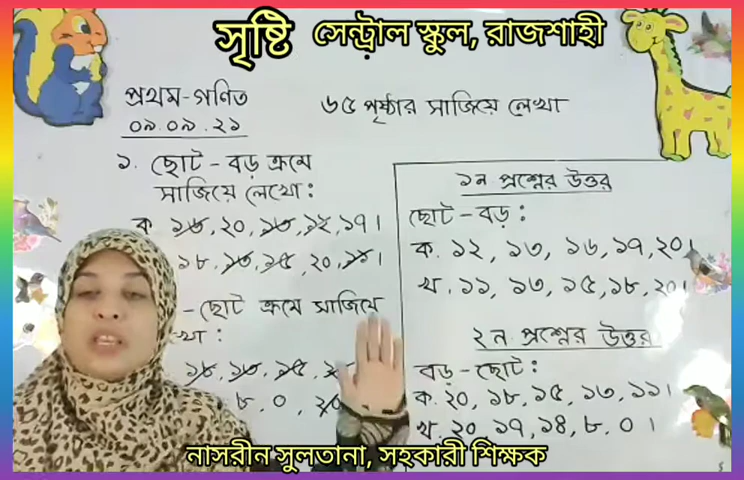 সৃষ্টি সেন্ট্রাল স্কুল, রাজশাহী
প্রথম-গণিত
০৯.০৯.২১
৬৫ পৃষ্ঠার সাজিয়ে লেখা
১. ছোট-বড় ক্রমে
সাজিয়ে লেখো:
ক. ১৬, ২০, ১৩, ১২, ১৭।
১৮, ১৩, ১৫, ২০, ১১।
-ছোট ক্রমে সাজিয়ে
খো:
১৮, ১৩, ১৫,
৮, ০, ২০
১ন প্রশ্নের উত্তর
ছোট-বড়:
ক. ১২, ১৩, ১৬, ১৭, ২০।
খ. ১১, ১৩, ১৫, ১৮, ২০।
২ন প্রশ্নের উত্তর
বড়-ছোট:
ক. ২০, ১৮, ১৫, ১৩, ১১।
খ. ২০, ১৭, ১৪, ৮, ০।
নাসরীন সুলতানা, সহকারী শিক্ষক